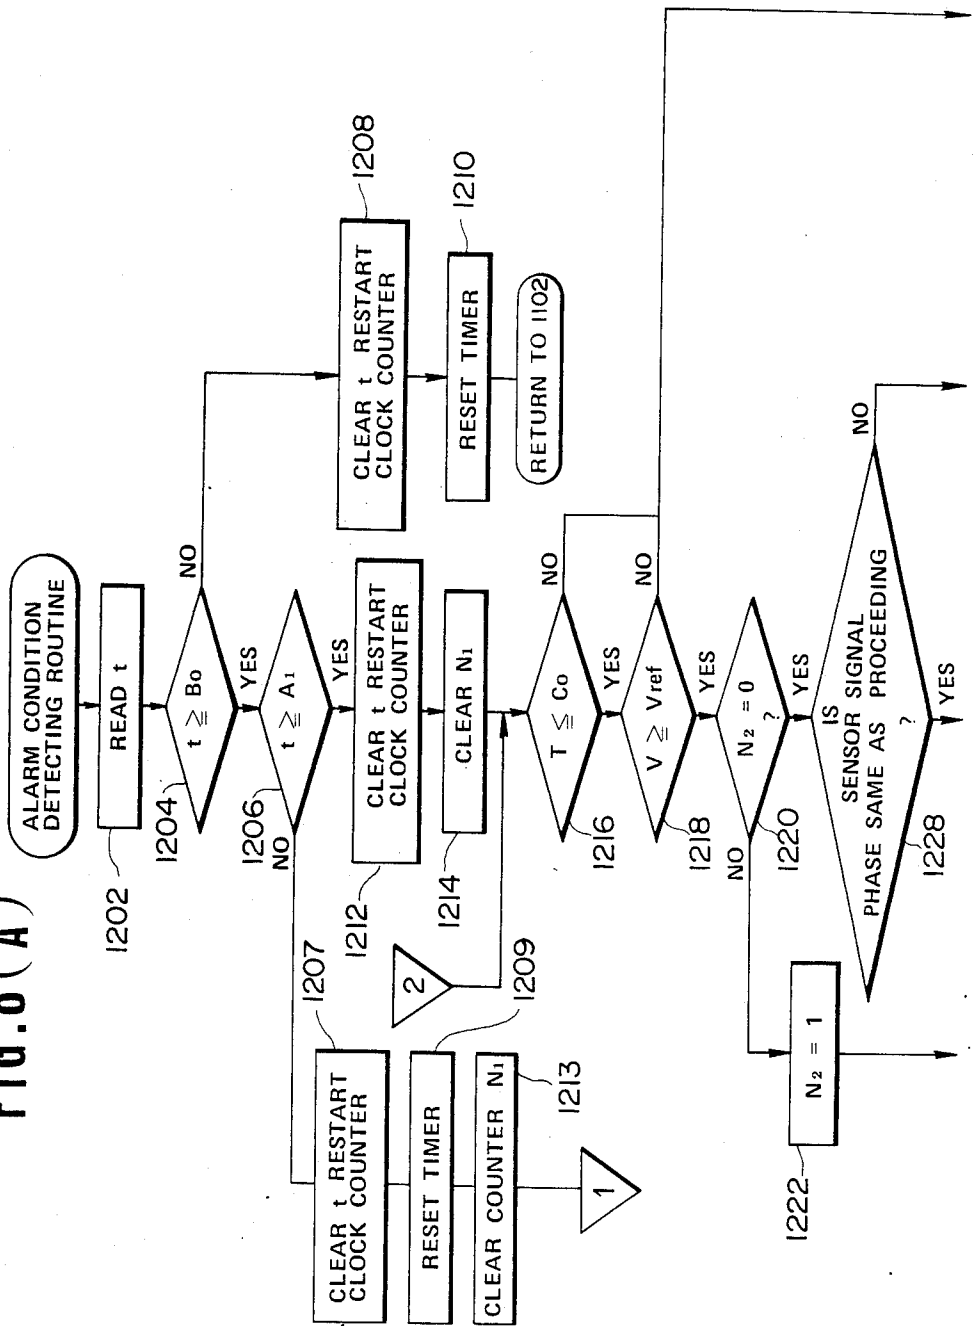 ALARM CONDITION
DETECTING ROUTINE
READ t
1202
t ≧ Bo
1204
NO
YES
t ≧ A1
1206
NO
YES
CLEAR t RESTART
CLOCK COUNTER
1208
RESET TIMER
1210
RETURN TO 1102
CLEAR t RESTART
CLOCK COUNTER
1207
RESET TIMER
1209
CLEAR COUNTER N1
1213
1
CLEAR t RESTART
CLOCK COUNTER
1212
CLEAR N1
1214
2
T ≦ Co
1216
NO
YES
V ≧ Vref
1218
NO
YES
N2 = 0
?
1220
NO
YES
N2 = 1
1222
IS
SENSOR SIGNAL
PHASE SAME AS PROCEEDING
?
1228
NO
YES